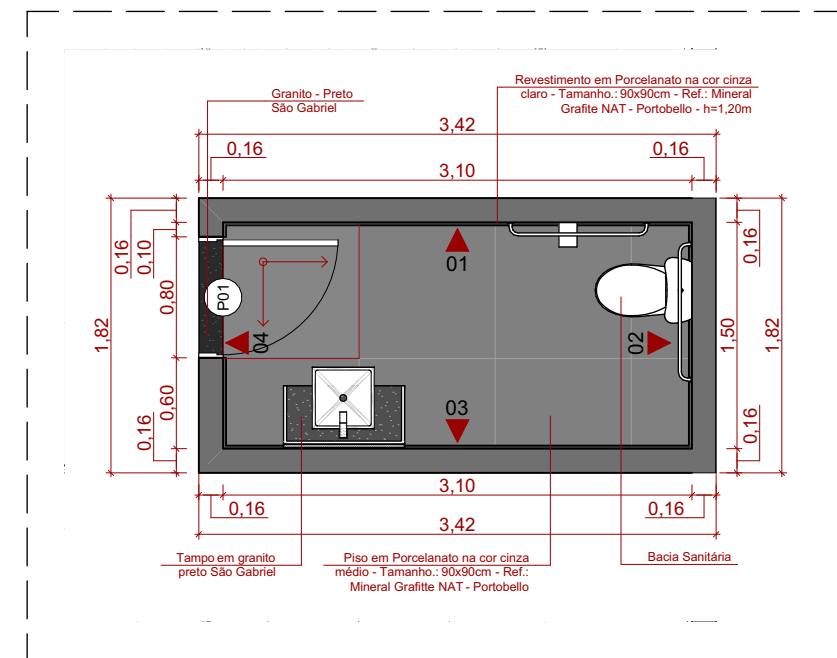 Revestimento em Porcelanato na cor cinza
claro - Tamanho.: 90x90cm - Ref.: Mineral
Grafite NAT - Portobello - h=1,20m
Granito - Preto
São Gabriel
3,42
0,16
0,16
3,10
0,16
0,10
0,80
1,82
0,60
0,16
P01
01
02
03
04
0,16
1,50
1,82
0,16
3,10
0,16
0,16
3,42
Tampo em granito
preto São Gabriel
Piso em Porcelanato na cor cinza
médio - Tamanho.: 90x90cm - Ref.:
Mineral Grafitte NAT - Portobello
Bacia Sanitária